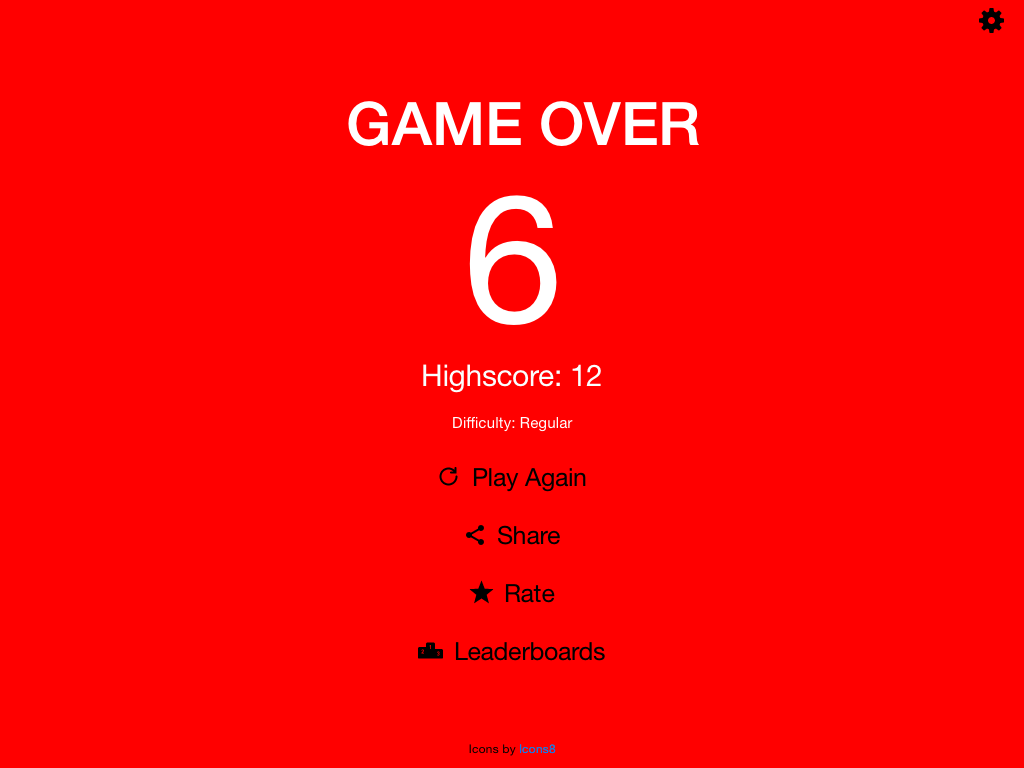 GAME OVER
6
Highscore: 12
Difficulty: Regular
Play Again
Share
Rate
Leaderboards
Icons by Icons8